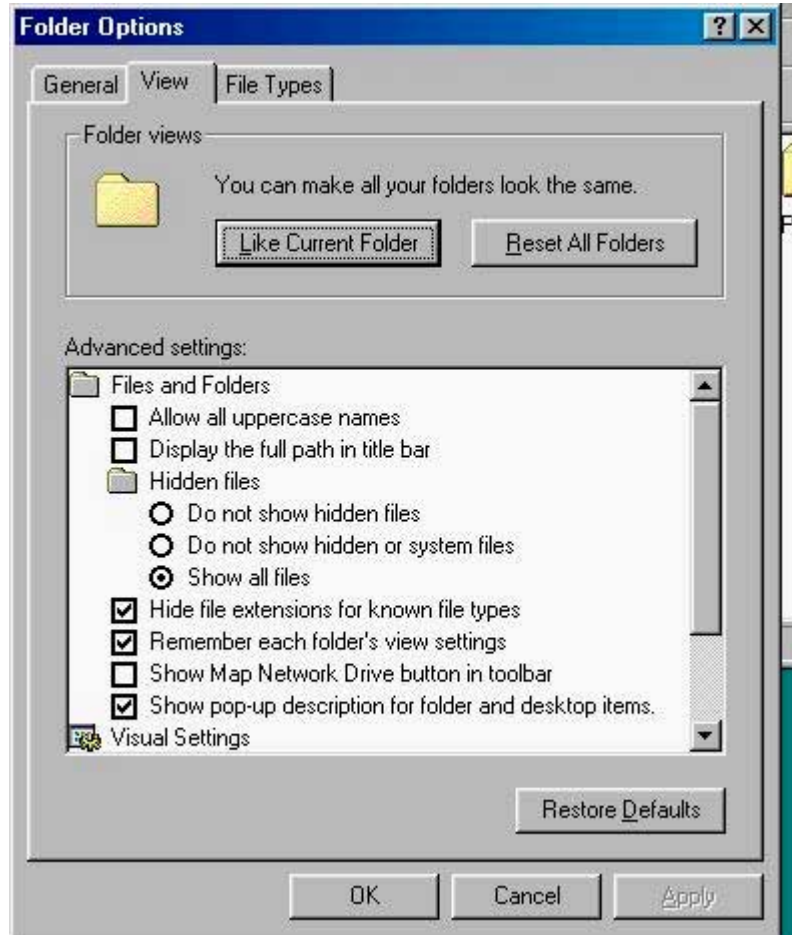 Folder Options
General View File Types
Folder views
You can make all your folders look the same.
Like Current Folder Reset All Folders
Advanced settings:
Files and Folders
Allow all uppercase names
Display the full path in title bar
Hidden files
Do not show hidden files
Do not show hidden or system files
Show all files
Hide file extensions for known file types
Remember each folder's view settings
Show Map Network Drive button in toolbar
Show pop-up description for folder and desktop items.
Visual Settings
Restore Defaults
OK Cancel Apply